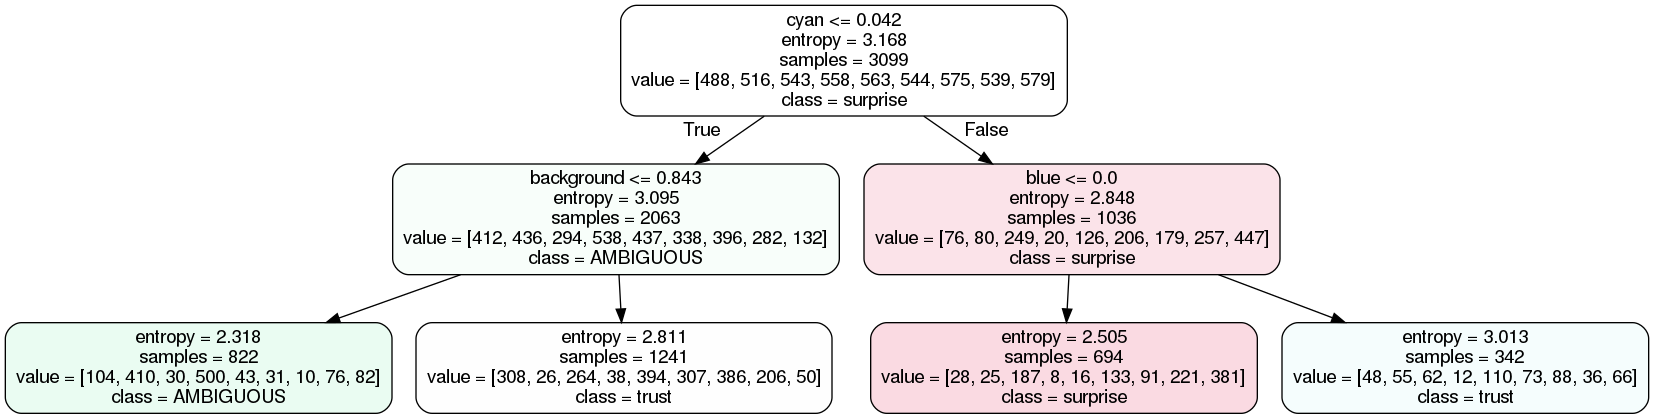 cyan <= 0.042
entropy = 3.168
samples = 3099
value = [488, 516, 543, 558, 563, 544, 575, 539, 579]
class = surprise
True
False
background <= 0.843
entropy = 3.095
samples = 2063
value = [412, 436, 294, 538, 437, 338, 396, 282, 132]
class = AMBIGUOUS
blue <= 0.0
entropy = 2.848
samples = 1036
value = [76, 80, 249, 20, 126, 206, 179, 257, 447]
class = surprise
entropy = 2.318
samples = 822
value = [104, 410, 30, 500, 43, 31, 10, 76, 82]
class = AMBIGUOUS
entropy = 2.811
samples = 1241
value = [308, 26, 264, 38, 394, 307, 386, 206, 50]
class = trust
entropy = 2.505
samples = 694
value = [28, 25, 187, 8, 16, 133, 91, 221, 381]
class = surprise
entropy = 3.013
samples = 342
value = [48, 55, 62, 12, 110, 73, 88, 36, 66]
class = trust